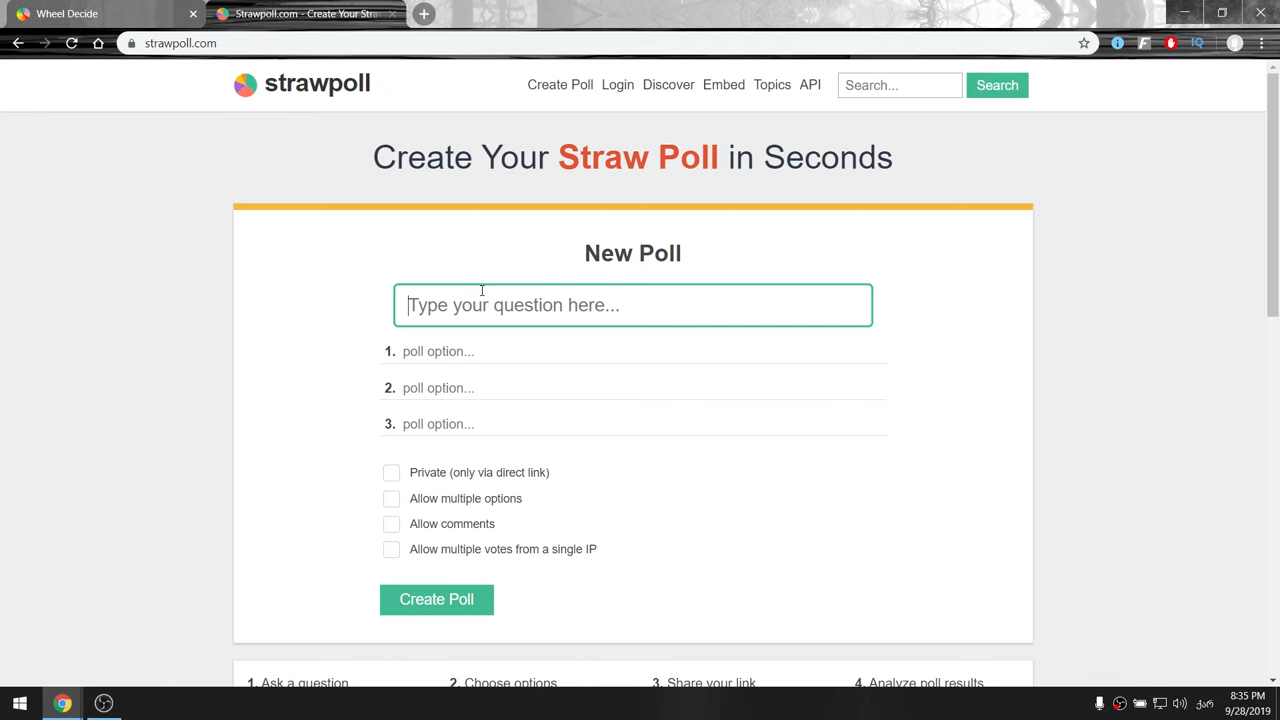 Wheel Decide
Strawpoll.com - Create Your Stra
strawpoll.com
strawpoll
Create Poll Login Discover Embed Topics API Search... Search
Create Your Straw Poll in Seconds
New Poll
Type your question here...
1. poll option...
2. poll option...
3. poll option...
Private (only via direct link)
Allow multiple options
Allow comments
Allow multiple votes from a single IP
Create Poll
1. Ask a question 2. Choose options 3. Share your link 4. Analyze poll results
ქარ
8:35 PM
9/28/2019